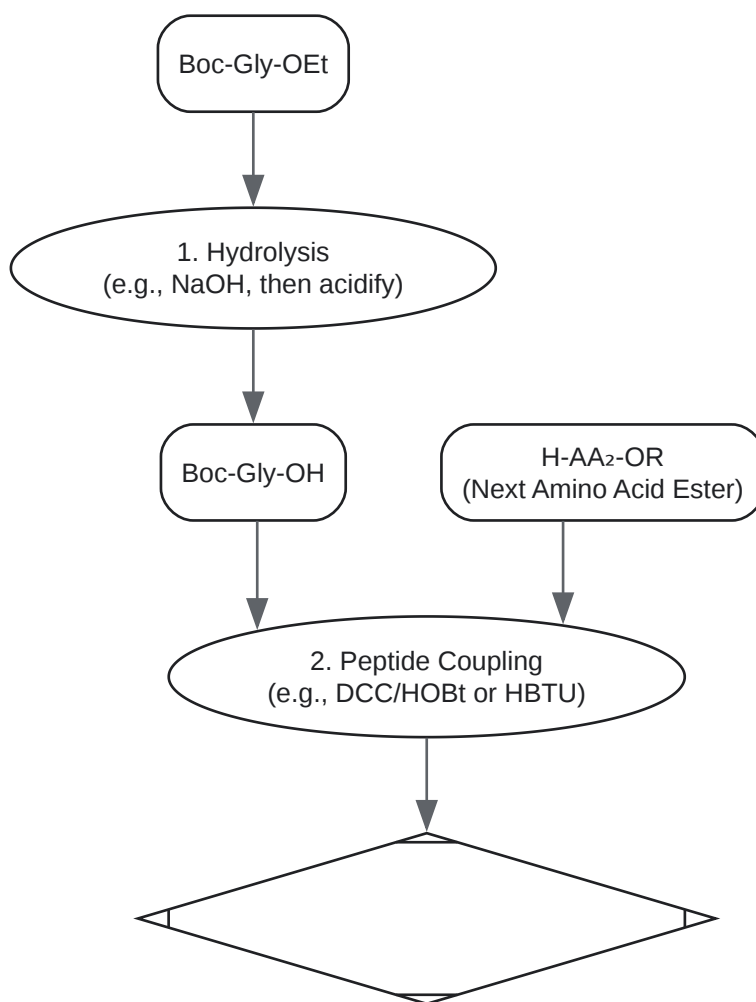 Boc-Gly-OEt
1. Hydrolysis
(e.g., NaOH, then acidify)
Boc-Gly-OH
H-AA₂-OR
(Next Amino Acid Ester)
2. Peptide Coupling
(e.g., DCC/HOBt or HBTU)